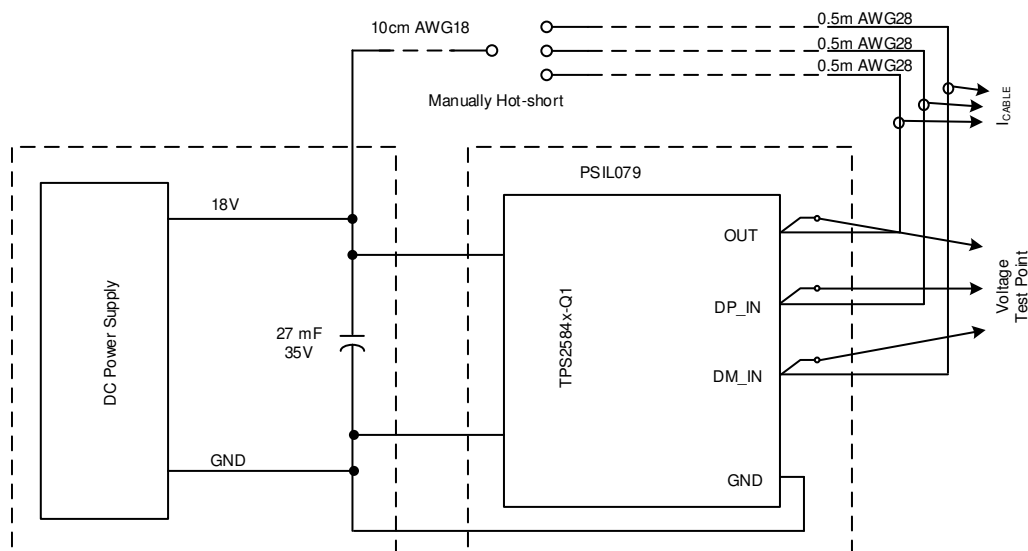 10cm AWG18
0.5m AWG28
0.5m AWG28
0.5m AWG28
Manually Hot-short
ICABLE
PSIL079
18V
OUT
DC Power Supply
27 mF
35V
TPS2584x-Q1
DP_IN
Voltage
Test Point
DM_IN
GND
GND